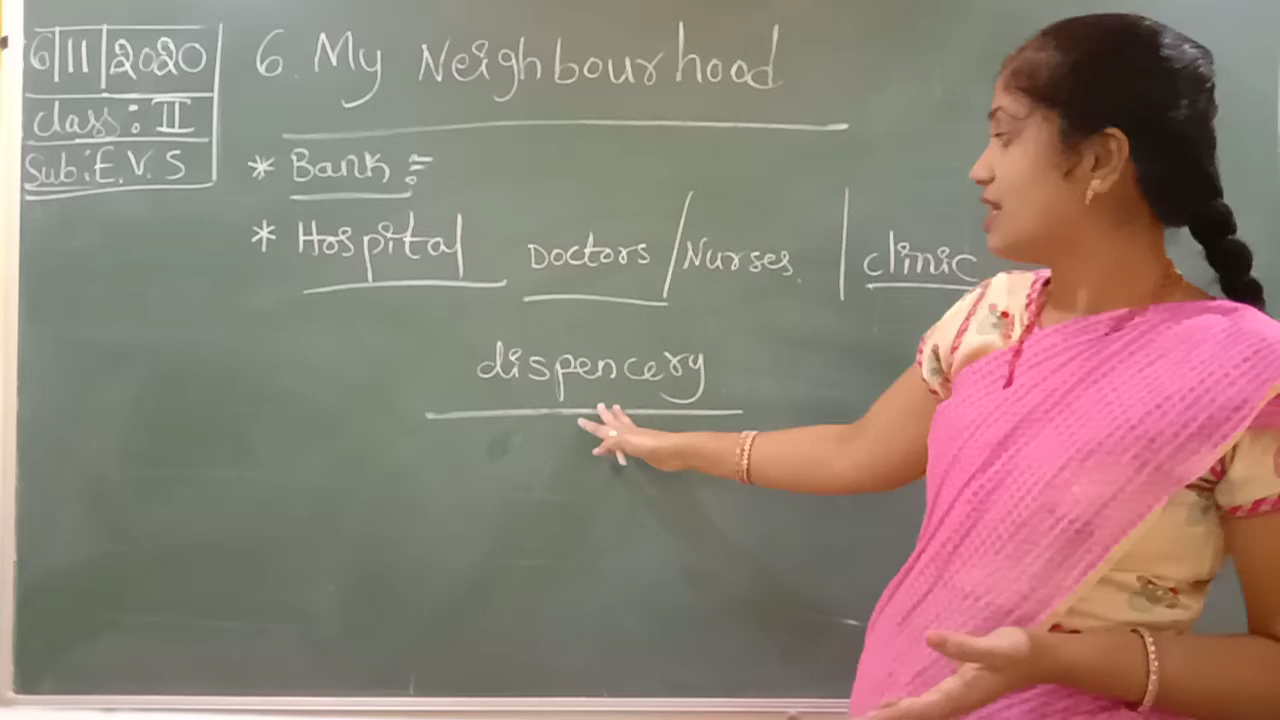 6/11/2020
class: II
Sub: E.V.S
6. My Neighbourhood
* Bank :=
* Hospital Doctors/Nurses. | clinic
dispencery